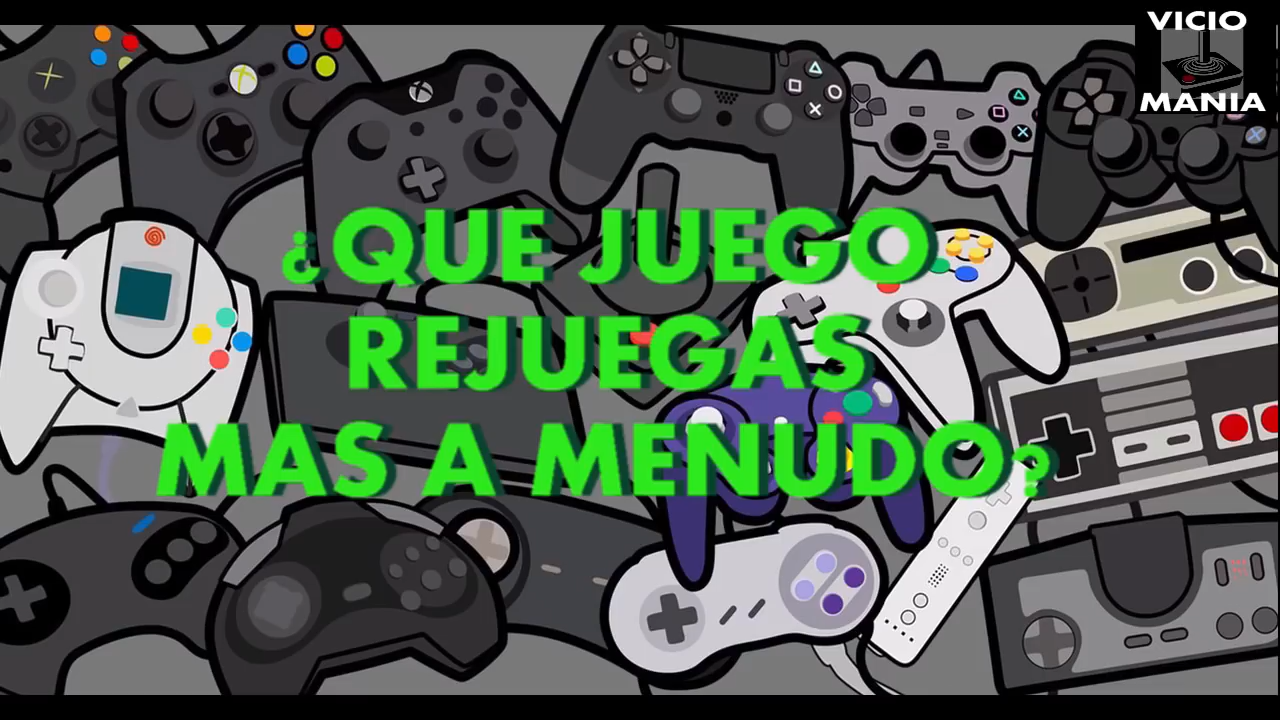 VICIO
MANIA
¿QUE JUEGO
REJUEGAS
MAS A MENUDO?